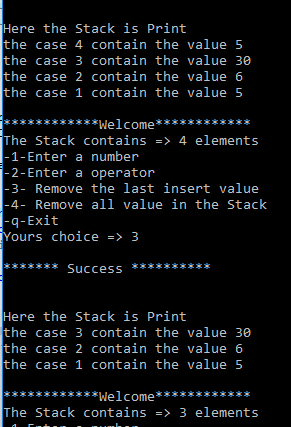 Here the Stack is Print
the case 4 contain the value 5
the case 3 contain the value 30
the case 2 contain the value 6
the case 1 contain the value 5
************Welcome************
The Stack contains => 4 elements
-1-Enter a number
-2-Enter a operator
-3- Remove the last insert value
-4- Remove all value in the Stack
-q-Exit
Yours choice => 3
******* Success **********
Here the Stack is Print
the case 3 contain the value 30
the case 2 contain the value 6
the case 1 contain the value 5
************Welcome************
The Stack contains => 3 elements
-1-Enter a number